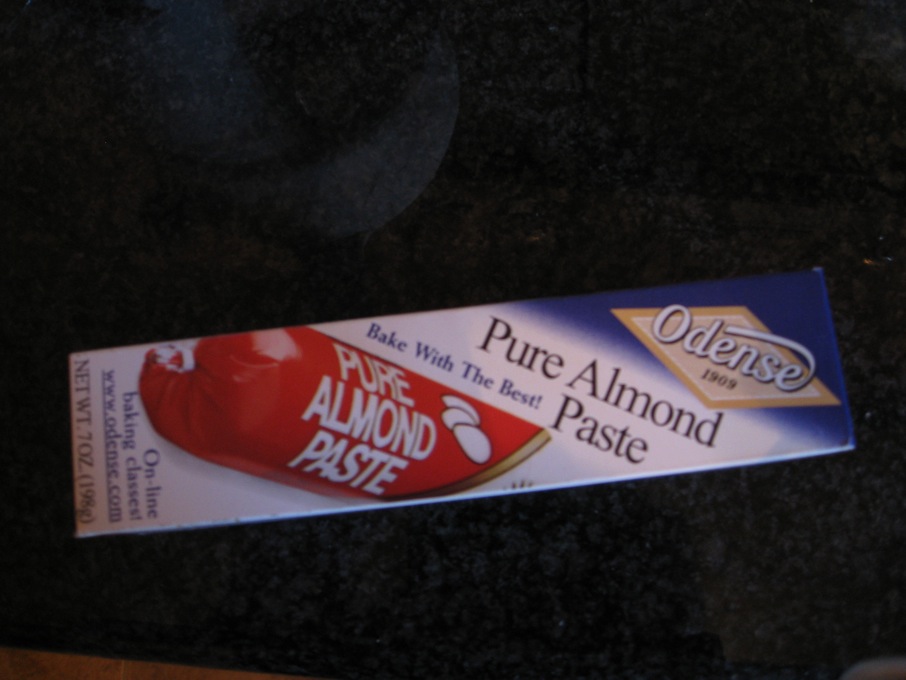 Odense
1909
Pure Almond
Paste
Bake With The Best!
PURE
ALMOND
PASTE
On-line
baking classes!
www.odense.com
NET WT. 7 OZ. (198g)